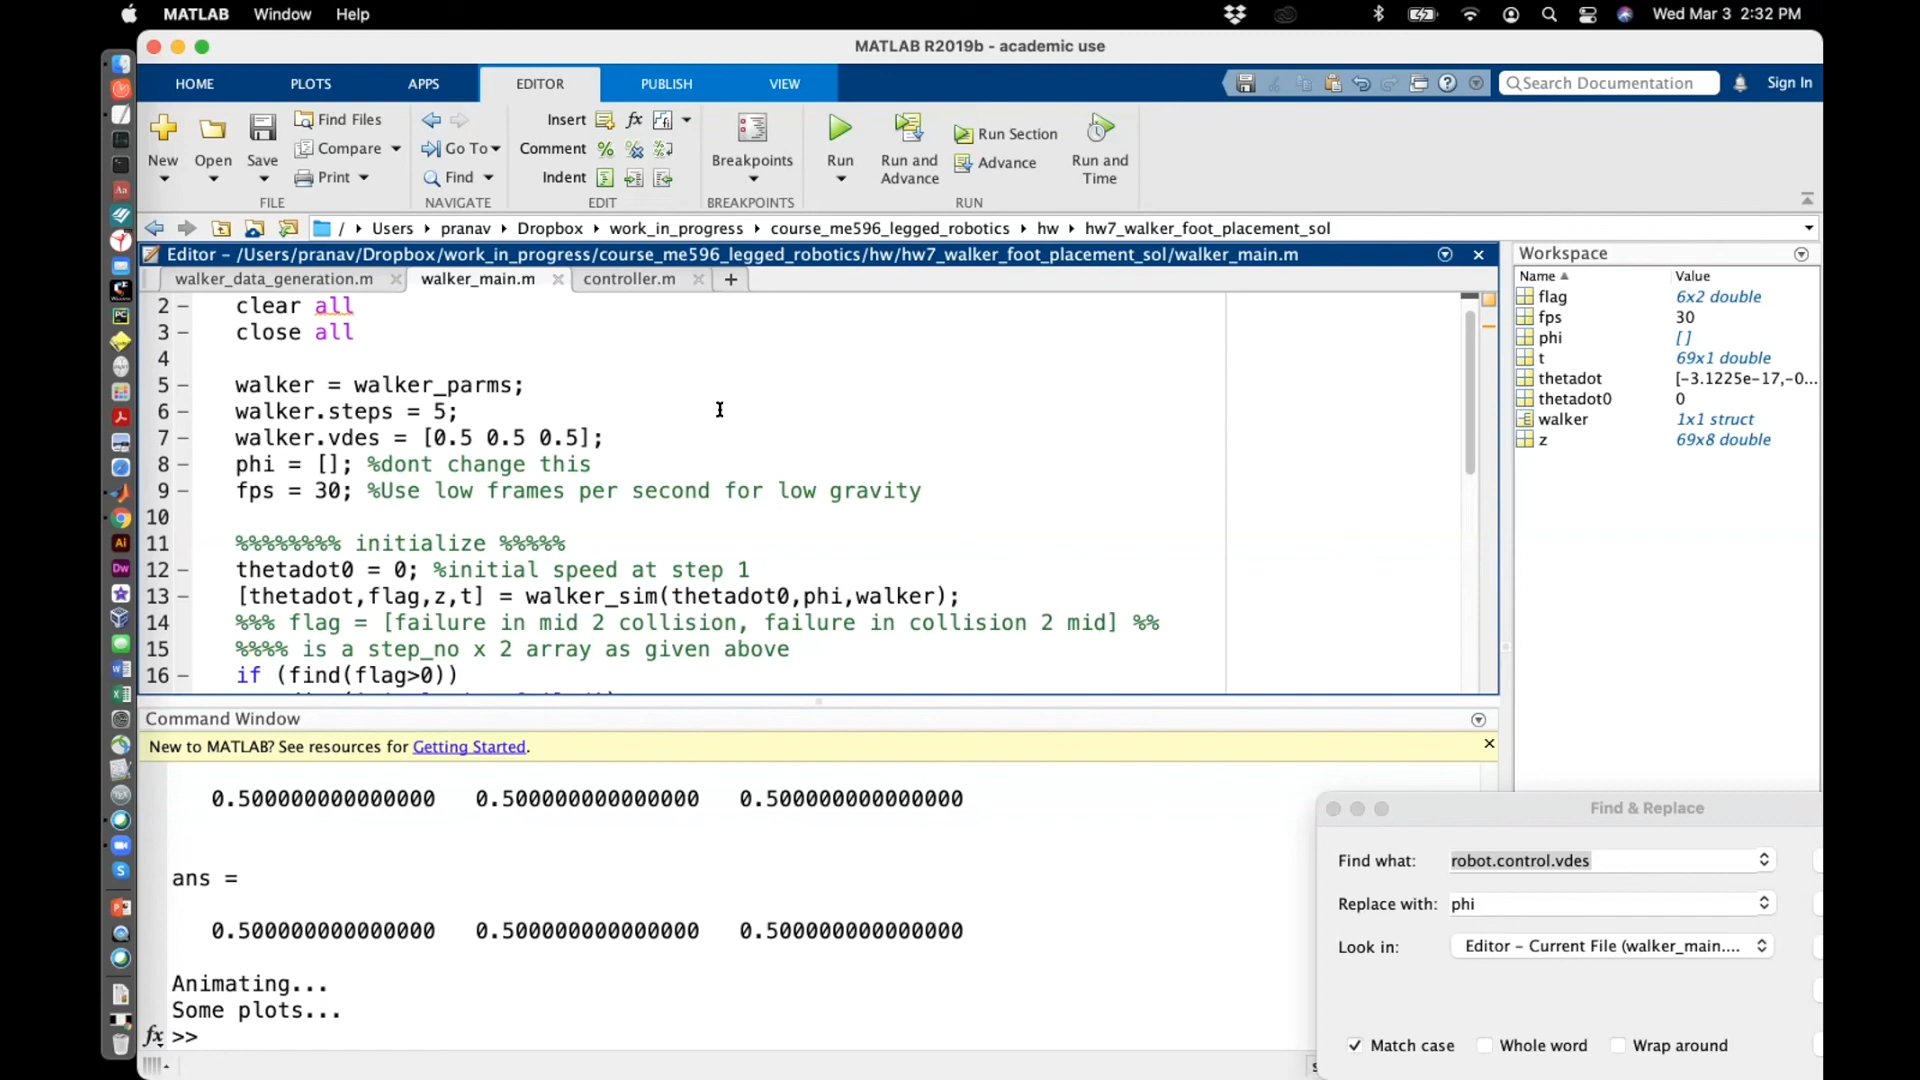 MATLAB Window Help Wed Mar 3 2:32 PM
MATLAB R2019b - academic use
HOME PLOTS APPS EDITOR PUBLISH VIEW Search Documentation Sign In
New Open Save Find Files Compare Print
Go To Find
Insert fx
Comment
Indent
Breakpoints
Run Run and Advance Run Section Advance Run and Time
FILE NAVIGATE EDIT BREAKPOINTS RUN
/ Users pranav Dropbox work_in_progress course_me596_legged_robotics hw hw7_walker_foot_placement_sol
Editor - /Users/pranav/Dropbox/work_in_progress/course_me596_legged_robotics/hw/hw7_walker_foot_placement_sol/walker_main.m
walker_data_generation.m walker_main.m controller.m +
2 - clear all
3 - close all
4
5 - walker = walker_parms;
6 - walker.steps = 5;
7 - walker.vdes = [0.5 0.5 0.5];
8 - phi = []; %dont change this
9 - fps = 30; %Use low frames per second for low gravity
10
11 %%%%%%%% initialize %%%%%
12 - thetadot0 = 0; %initial speed at step 1
13 - [thetadot,flag,z,t] = walker_sim(thetadot0,phi,walker);
14 %%% flag = [failure in mid 2 collision, failure in collision 2 mid] %%
15 %%%% is a step_no x 2 array as given above
16 - if (find(flag>0))
Workspace
Name Value
flag 6x2 double
fps 30
phi []
t 69x1 double
thetadot [-3.1225e-17,-0...
thetadot0 0
walker 1x1 struct
z 69x8 double
Command Window
New to MATLAB? See resources for Getting Started.
0.500000000000000 0.500000000000000 0.500000000000000
ans =
0.500000000000000 0.500000000000000 0.500000000000000
Animating...
Some plots...
fx >>
Find & Replace
Find what: robot.control.vdes
Replace with: phi
Look in: Editor - Current File (walker_main....
Match case Whole word Wrap around